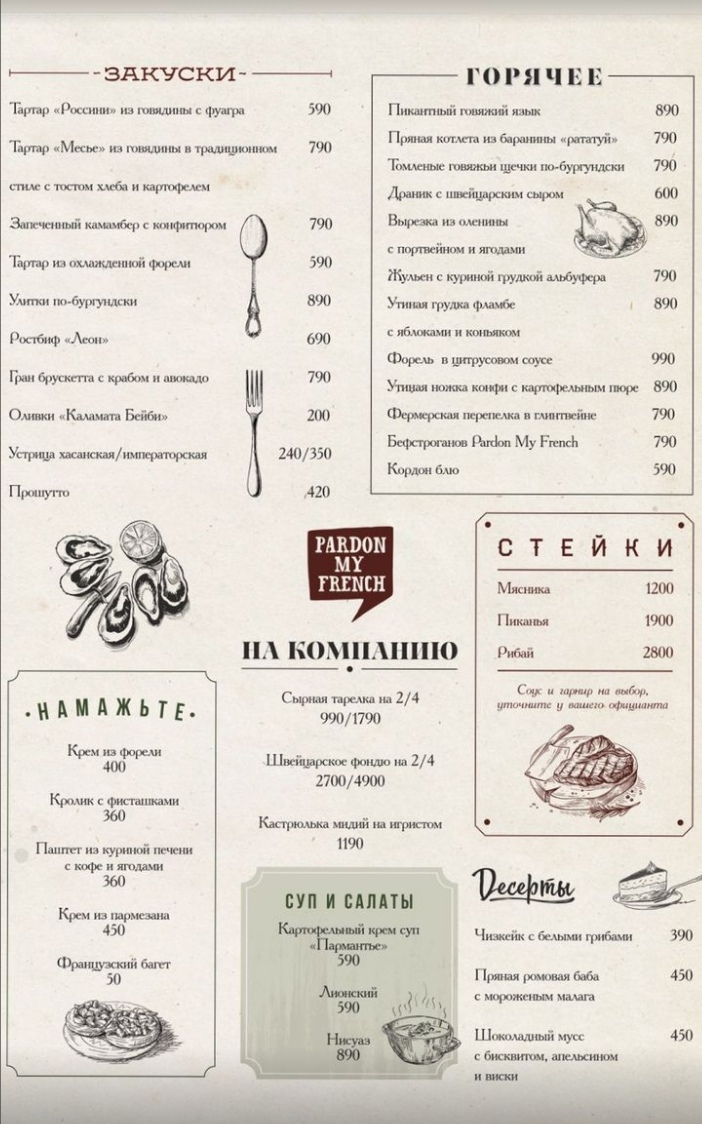 ЗАКУСКИ
Тартар «Россини» из говядины с фуагра 590
Тартар «Месье» из говядины в традиционном 790
стиле с тостом хлеба и картофелем
Запеченный камамбер с конфитюром 790
Тартар из охлажденной форели 590
Улитки по-бургундски 890
Ростбиф «Леон» 690
Гран брускетта с крабом и авокадо 790
Оливки «Каламата Бейби» 200
Устрица хасанская/императорская 240/350
Прошутто 420
ГОРЯЧЕЕ
Пикантный говяжий язык 890
Пряная котлета из баранины «рататуй» 790
Томленые говяжьи щечки по-бургундски 790
Драник с швейцарским сыром 600
Вырезка из оленины 890
с портвейном и ягодами
Жульен с куриной грудкой альбуфера 790
Утиная грудка фламбе 890
с яблоками и коньяком
Форель в цитрусовом соусе 990
Утиная ножка конфи с картофельным пюре 890
Фермерская перепелка в глинтвейне 790
Бефстроганов Pardon My French 790
Кордон блю 590
PARDON
MY
FRENCH
СТЕЙКИ
Мясника 1200
Пиканья 1900
Рибай 2800
Соус и гарнир на выбор,
уточните у вашего официанта
НА КОМПАНИЮ
Сырная тарелка на 2/4
990/1790
Швейцарское фондю на 2/4
2700/4900
Кастрюлька мидий на игристом
1190
НАМАЖЬТЕ
Крем из форели
400
Кролик с фисташками
360
Паштет из куриной печени
с кофе и ягодами
360
Крем из пармезана
450
Французский багет
50
СУП И САЛАТЫ
Картофельный крем суп
«Пармантье»
590
Лионский
590
Нисуаз
890
Десерты
Чизкейк с белыми грибами 390
Пряная ромовая баба 450
с мороженым малага
Шоколадный мусс 450
с бисквитом, апельсином
и виски